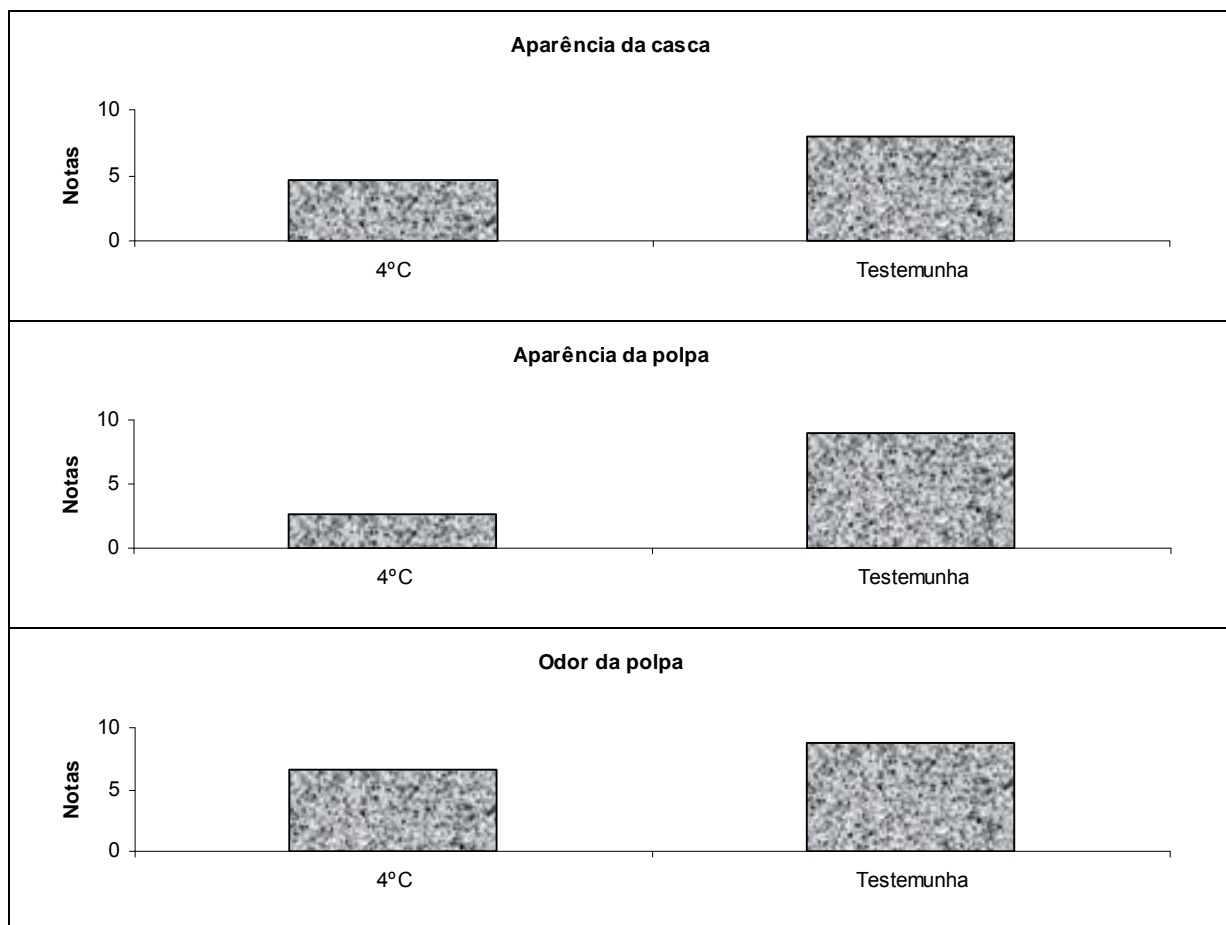 Aparência da casca
10
5
0
Notas
4ºC
Testemunha
Aparência da polpa
10
5
0
Notas
4ºC
Testemunha
Odor da polpa
10
5
0
Notas
4ºC
Testemunha